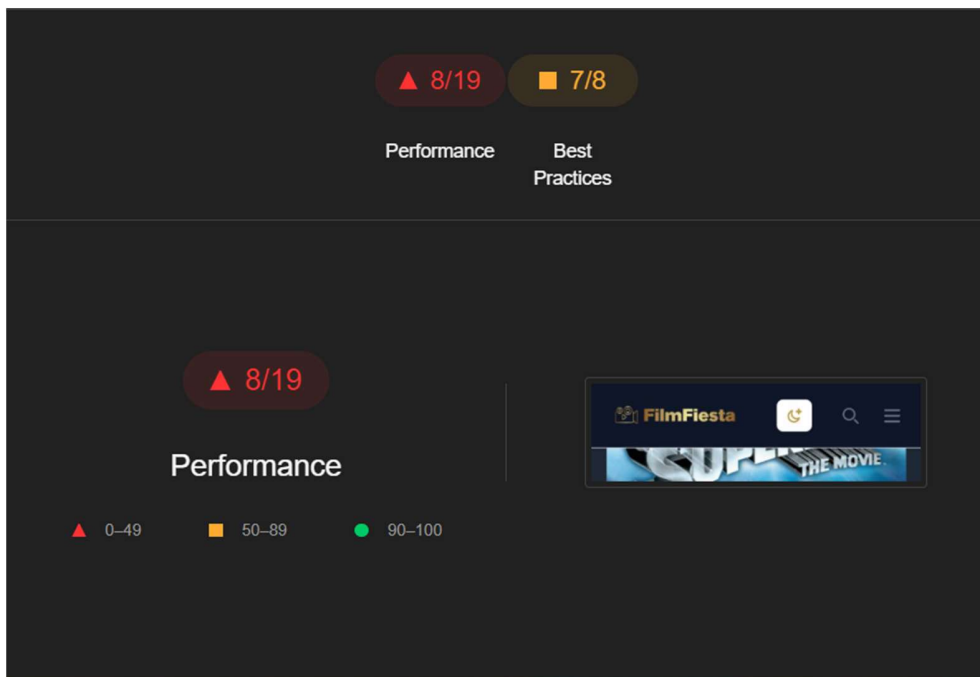 8/19 7/8
Performance Best
Practices
8/19
Performance
0–49 50–89 90–100
FilmFiesta
THE MOVIE